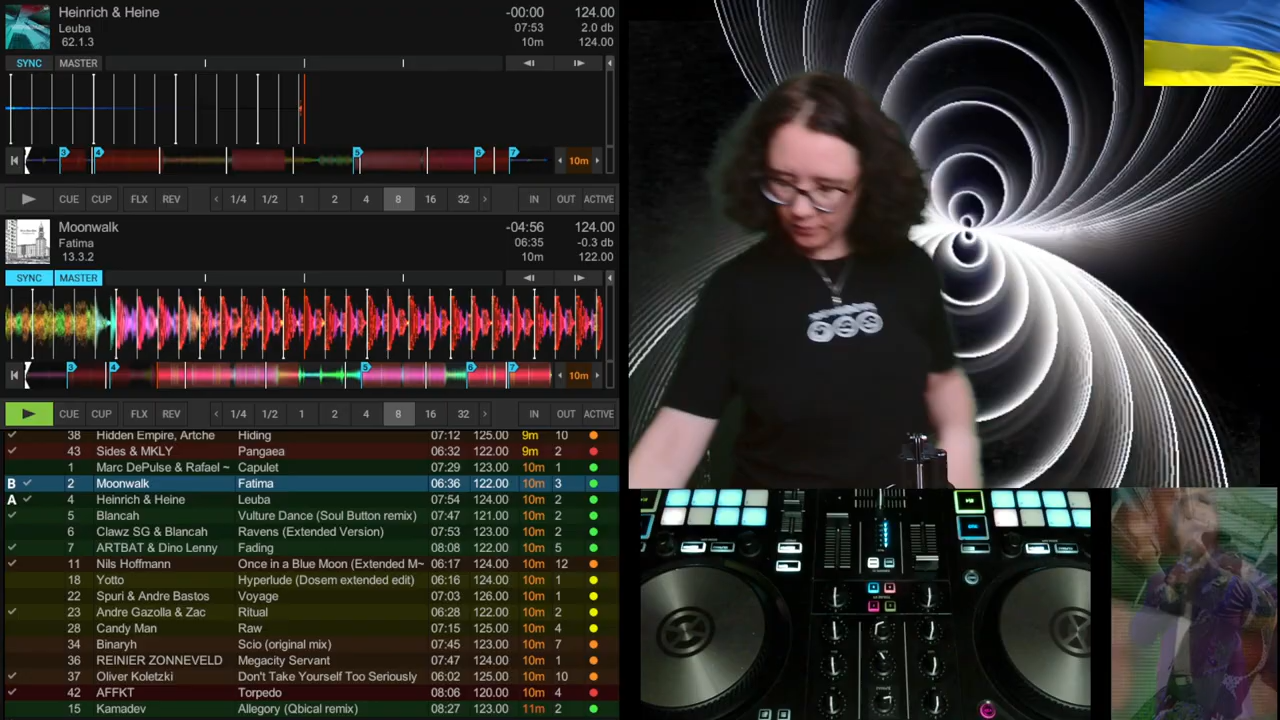 Heinrich & Heine -00:00 124.00
Leuba 07:53 2.0 db
62.1.3 10m 124.00
SYNC MASTER
3 4 5 6 7 10m
CUE CUP FLX REV 1/4 1/2 1 2 4 8 16 32 IN OUT ACTIVE
Moonwalk -04:56 124.00
Fatima 06:35 -0.3 db
13.3.2 10m 122.00
SYNC MASTER
3 4 5 6 7 10m
CUE CUP FLX REV 1/4 1/2 1 2 4 8 16 32 IN OUT ACTIVE
38 Hidden Empire, Artche Hiding 07:12 125.00 9m 10
43 Sides & MKLY Pangaea 06:32 122.00 9m 2
1 Marc DePulse & Rafael ~ Capulet 07:29 123.00 10m 1
B 2 Moonwalk Fatima 06:36 122.00 10m 3
A 4 Heinrich & Heine Leuba 07:54 124.00 10m 2
5 Blancah Vulture Dance (Soul Button remix) 07:47 121.00 10m 2
6 Clawz SG & Blancah Ravens (Extended Version) 07:53 123.00 10m 1
7 ARTBAT & Dino Lenny Fading 08:08 122.00 10m 5
11 Nils Hoffmann Once in a Blue Moon (Extended M~ 06:17 124.00 10m 12
18 Yotto Hyperlude (Dosem extended edit) 06:16 124.00 10m 1
22 Spuri & Andre Bastos Voyage 07:03 126.00 10m 1
23 Andre Gazolla & Zac Ritual 06:28 122.00 10m 2
28 Candy Man Raw 07:15 125.00 10m 4
34 Binaryh Scio (original mix) 07:45 123.00 10m 7
36 REINIER ZONNEVELD Megacity Servant 07:47 124.00 10m 1
37 Oliver Koletzki Don't Take Yourself Too Seriously 06:02 125.00 10m 10
42 AFFKT Torpedo 08:06 120.00 10m 4
15 Kamadev Allegory (Qbical remix) 08:27 123.00 11m 2